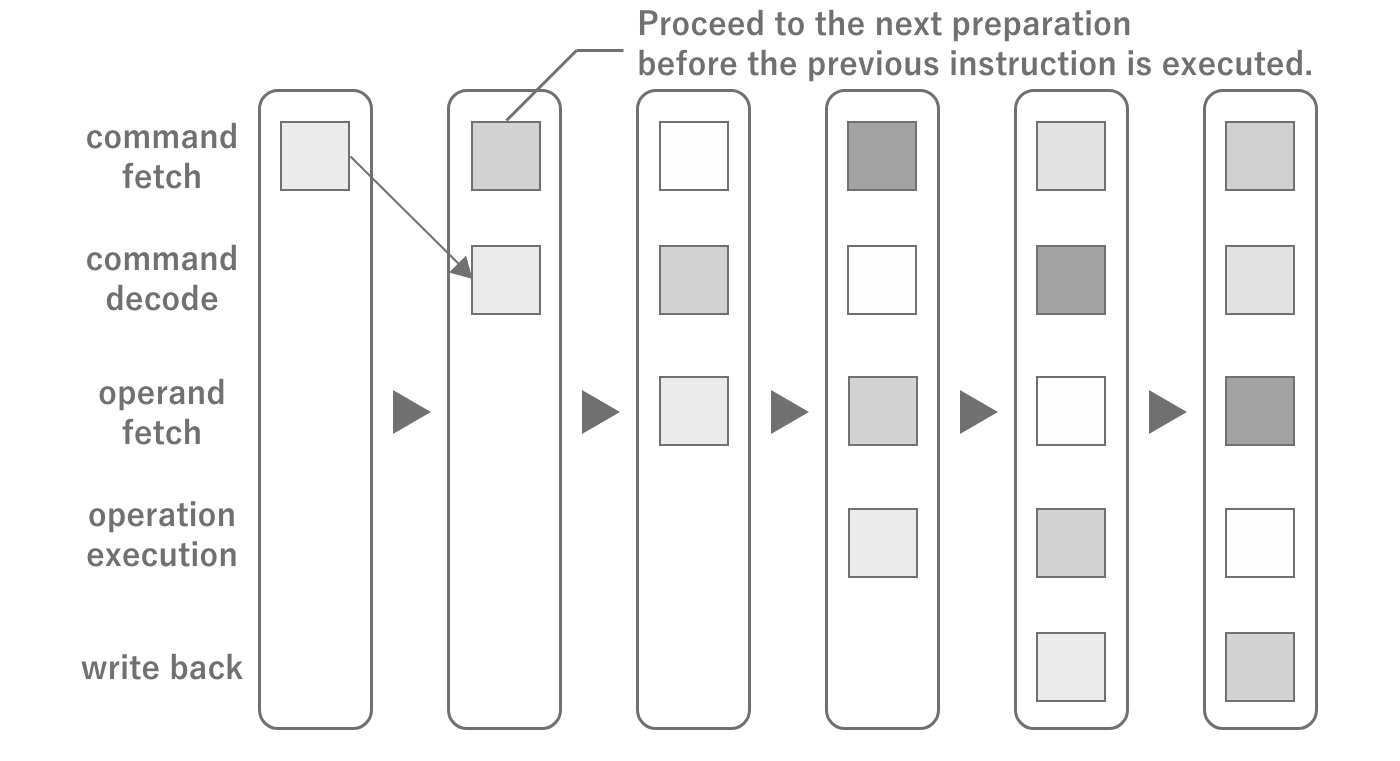 Proceed to the next preparation
before the previous instruction is executed.
command
fetch
command
decode
operand
fetch
operation
execution
write back